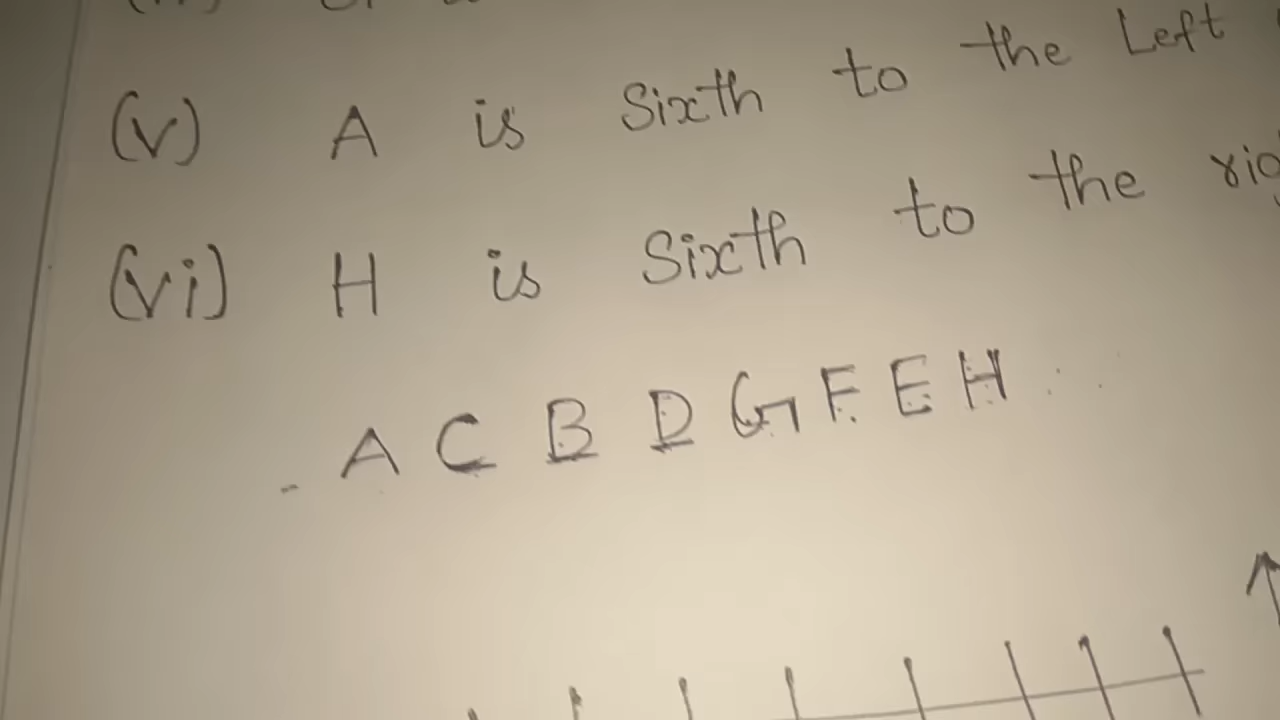 (v) A is Sixth to the Left
(vi) H is Sixth to the
A C B D G F E H